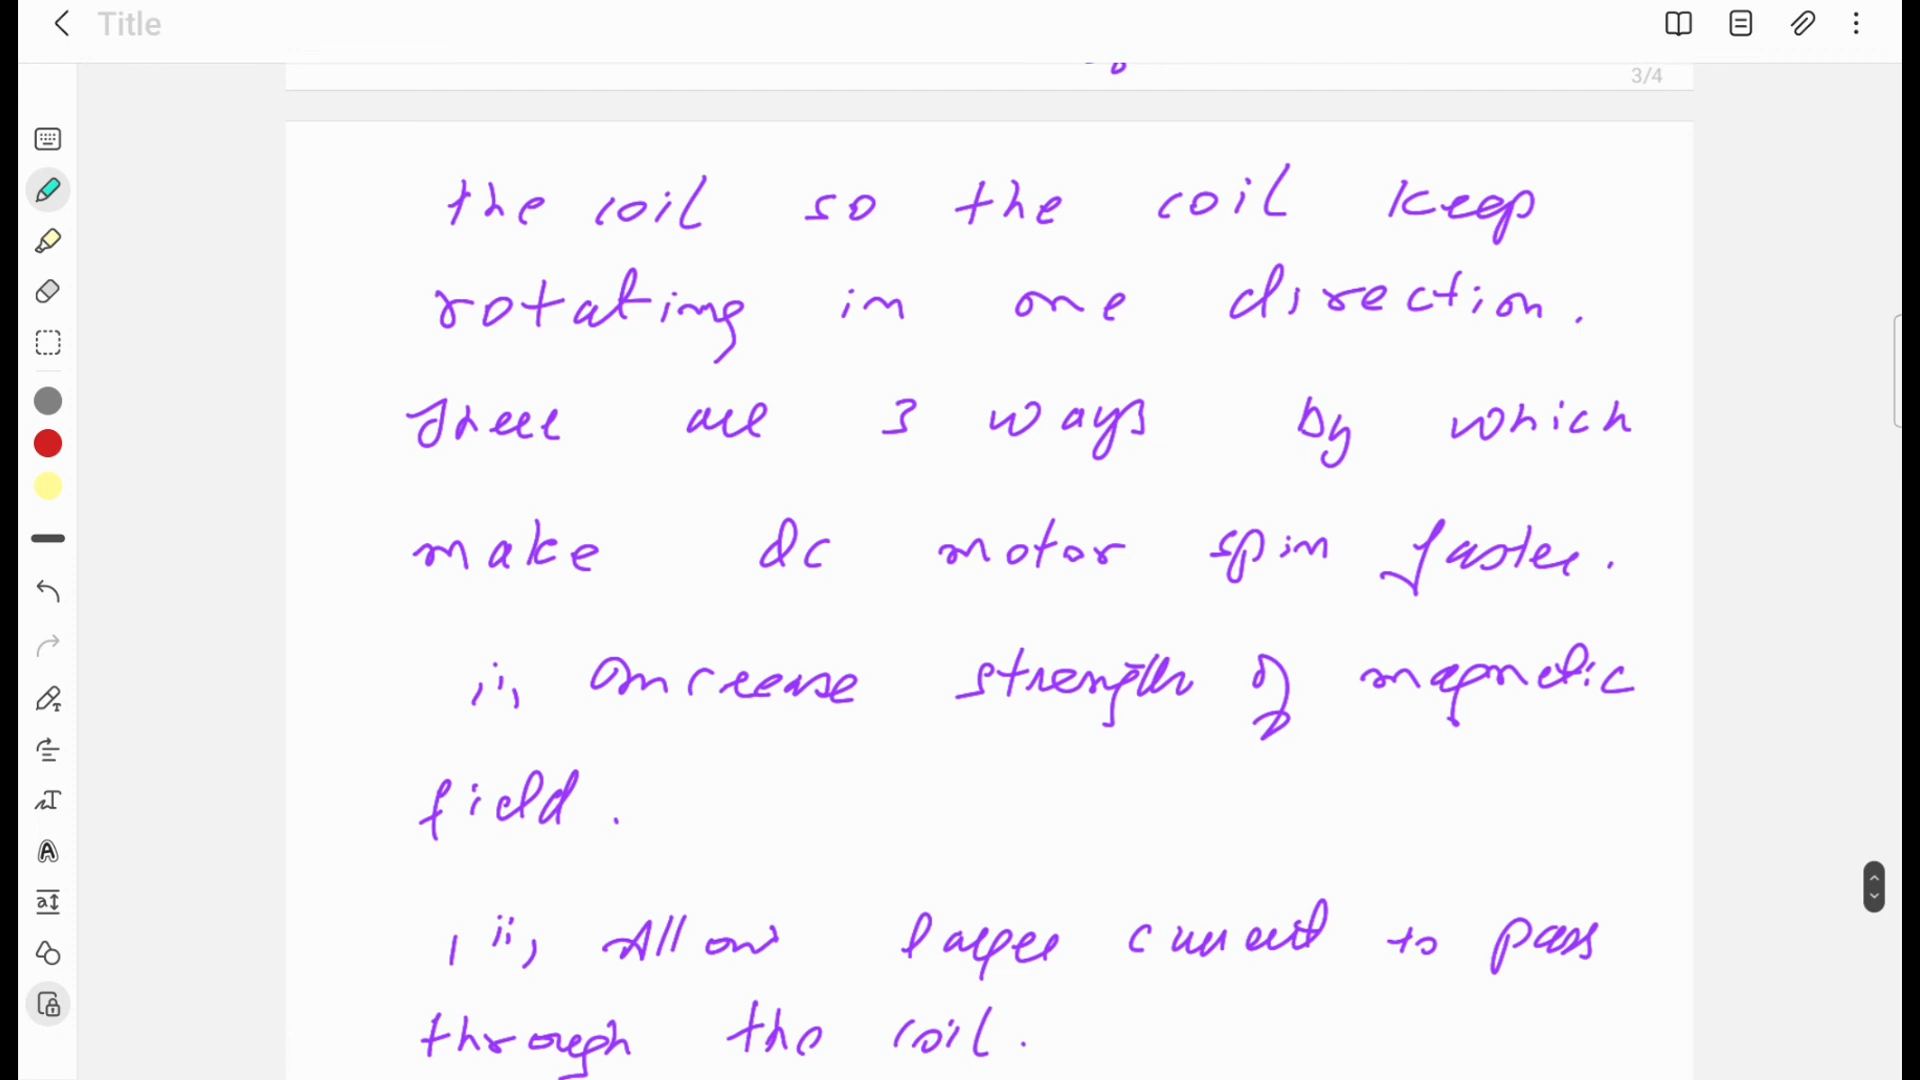 Title
3/4
the coil so the coil keep
rotating in one direction.
There are 3 ways by which
make dc motor spin faster.
i, Increase strength of magnetic
field.
ii, Allow larger current to pass
through the coil.